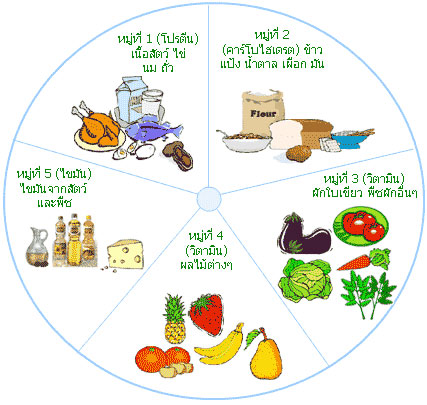 หมู่ที่ 1 (โปรตีน)
เนื้อสัตว์ ไข่
นม ถั่ว
หมู่ที่ 2
(คาร์โบไฮเดรต) ข้าว
แป้ง น้ำตาล เผือก มัน
Flour
หมู่ที่ 3 (วิตามิน)
ผักใบเขียว พืชผักอื่นๆ
หมู่ที่ 4
(วิตามิน)
ผลไม้ต่างๆ
หมู่ที่ 5 (ไขมัน)
ไขมันจากสัตว์
และพืช